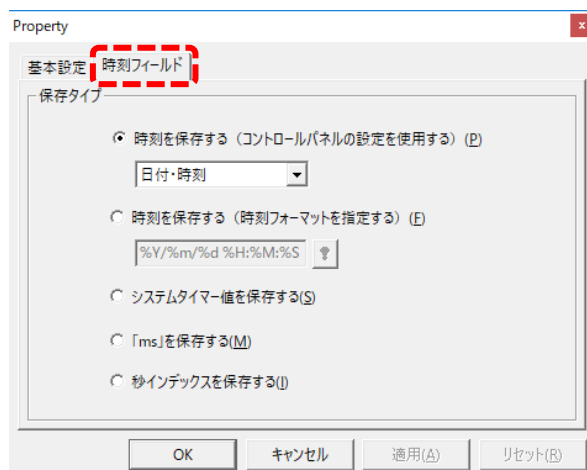 Property
x
基本設定 時刻フィールド
保存タイプ
時刻を保存する（コントロールパネルの設定を使用する）(P)
日付・時刻
時刻を保存する（時刻フォーマットを指定する）(F)
%Y/%m/%d %H:%M:%S
システムタイマー値を保存する(S)
「ms」を保存する(M)
秒インデックスを保存する(I)
OK キャンセル 適用(A) リセット(R)